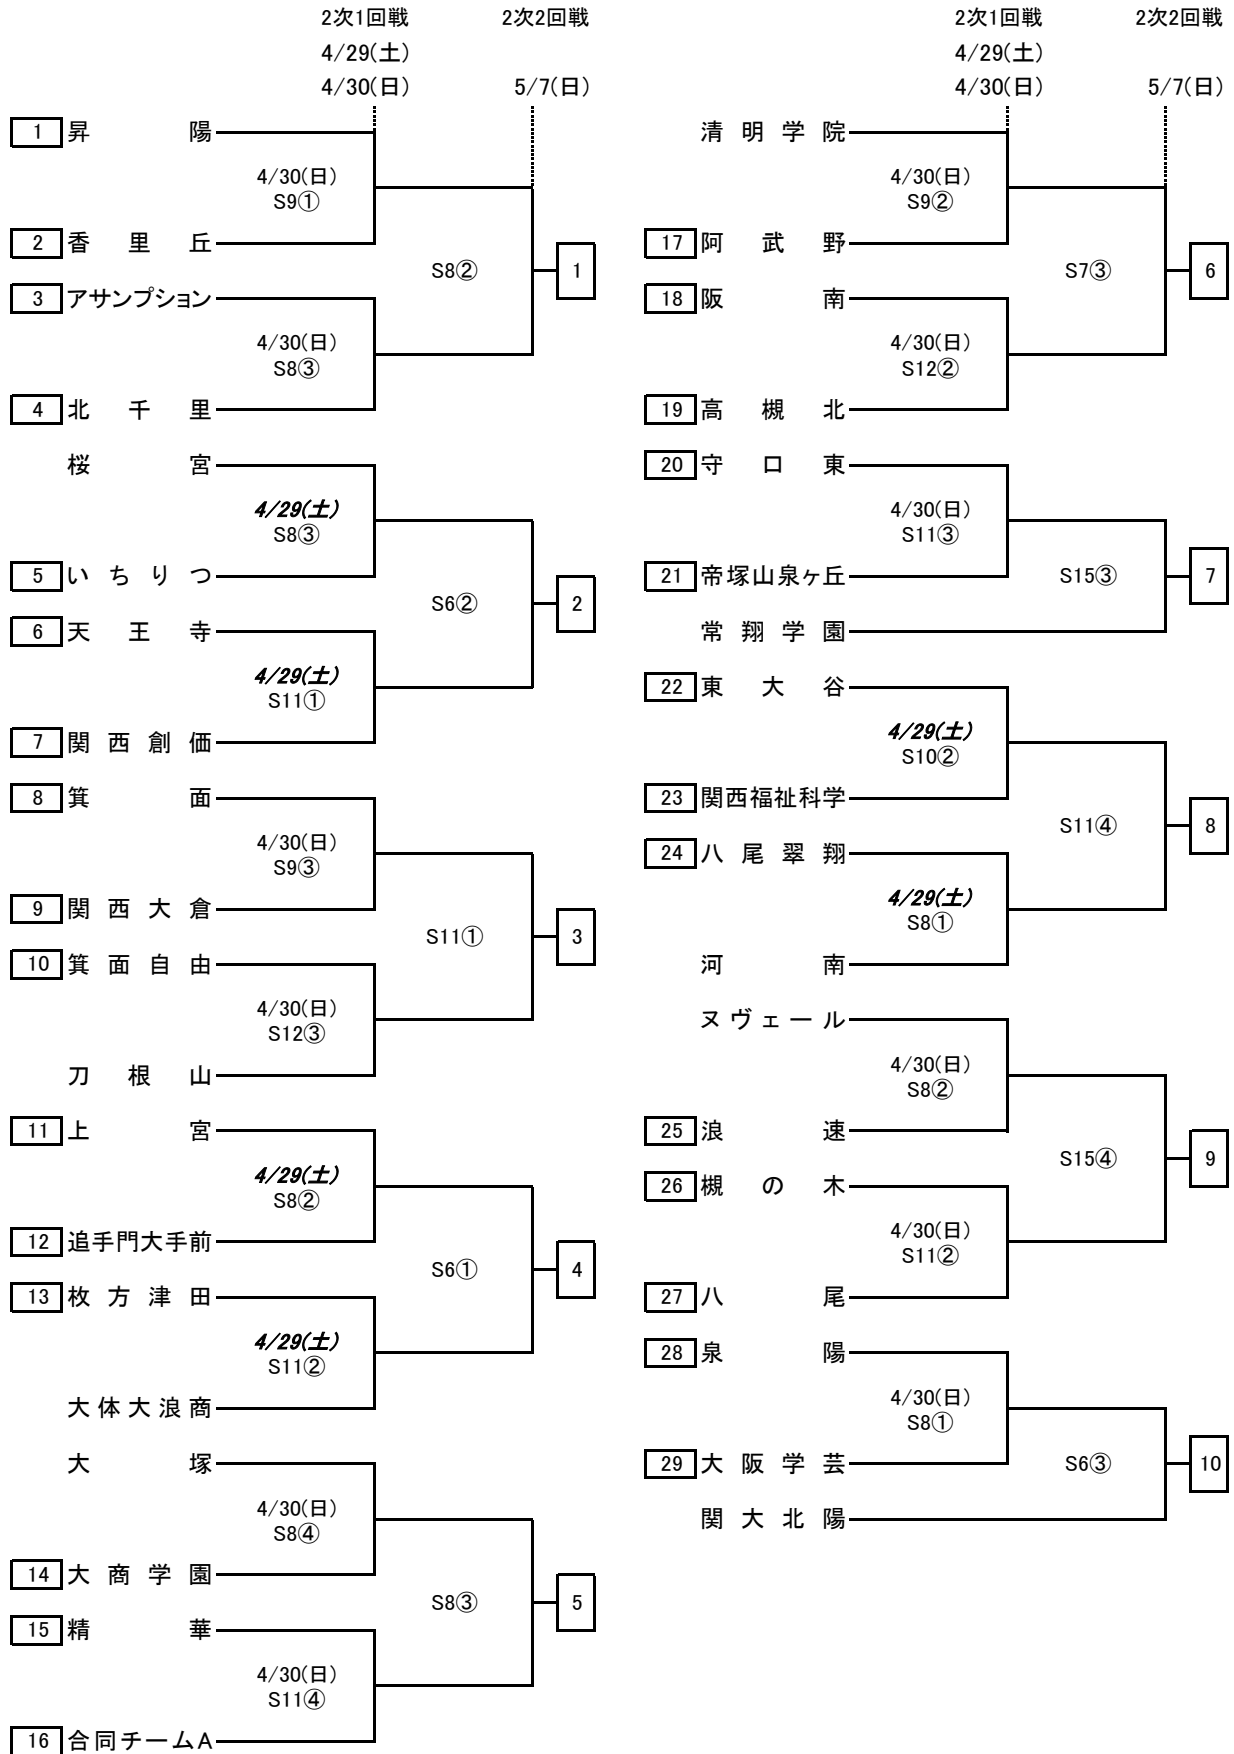 2次1回戦 2次2回戦
4/29(土)
4/30(日) 5/7(日)
1 昇陽
4/30(日)
S9①
2 香里丘
S8② 1
3 アサンプション
4/30(日)
S8③
4 北千里
桜宮
4/29(土)
S8③
5 いちりつ
S6② 2
6 天王寺
4/29(土)
S11①
7 関西創価
8 箕面
4/30(日)
S9③
9 関西大倉
S11① 3
10 箕面自由
4/30(日)
S12③
刀根山
11 上宮
4/29(土)
S8②
12 追手門大手前
S6① 4
13 枚方津田
4/29(土)
S11②
大体大浪商
大塚
4/30(日)
S8④
14 大商学園
S8③ 5
15 精華
4/30(日)
S11④
16 合同チームA
2次1回戦 2次2回戦
4/29(土)
4/30(日) 5/7(日)
清明学院
4/30(日)
S9②
17 阿武野
S7③ 6
18 阪南
4/30(日)
S12②
19 高槻北
20 守口東
4/30(日)
S11③
21 帝塚山泉ヶ丘
S15③ 7
常翔学園
22 東大谷
4/29(土)
S10②
23 関西福祉科学
S11④ 8
24 八尾翠翔
4/29(土)
S8①
河南
ヌヴェール
4/30(日)
S8②
25 浪速
S15④ 9
26 槻の木
4/30(日)
S11②
27 八尾
28 泉陽
4/30(日)
S8①
29 大阪学芸
S6③ 10
関大北陽